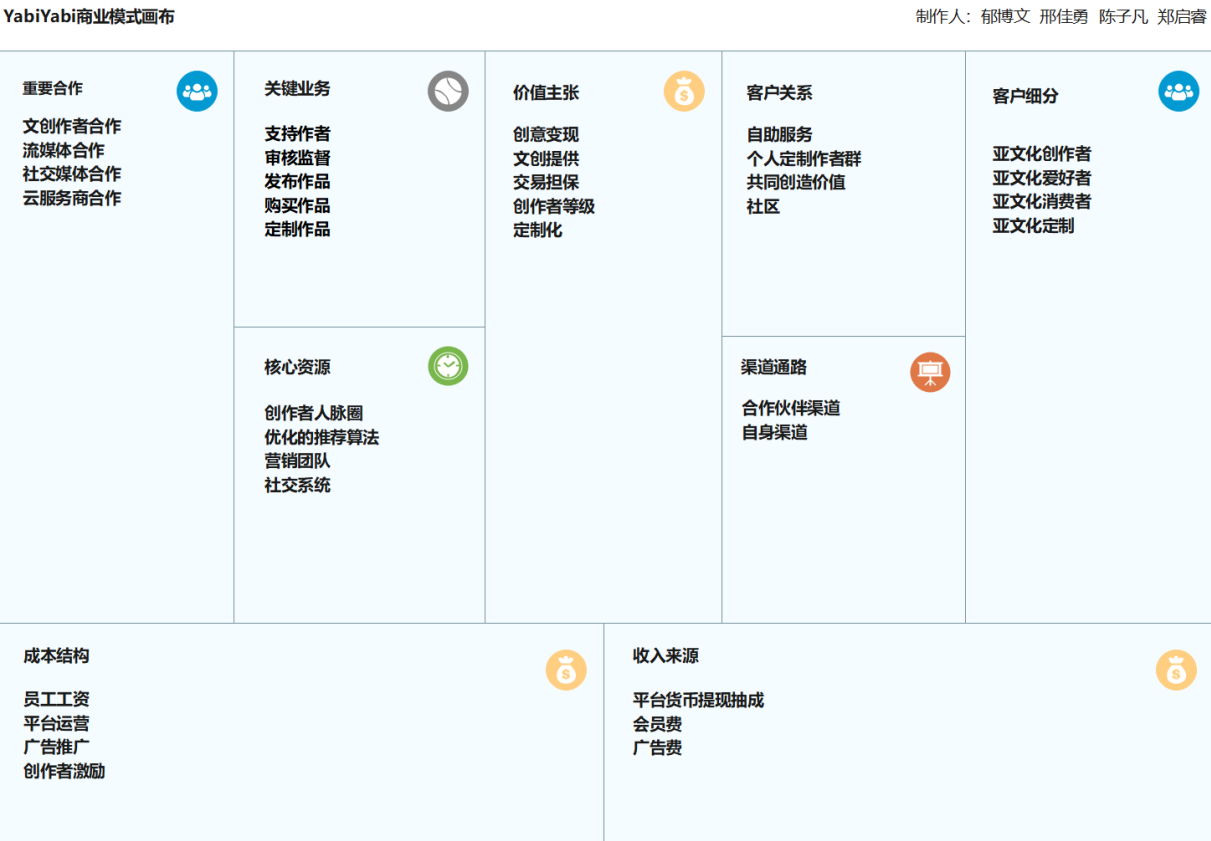 YabiYabi商业模式画布
制作人：郁博文 邢佳勇 陈子凡 郑启睿
重要合作
文创作者合作
流媒体合作
社交媒体合作
云服务商合作
关键业务
支持作者
审核监督
发布作品
购买作品
定制作品
核心资源
创作者人脉圈
优化的推荐算法
营销团队
社交系统
价值主张
创意变现
文创提供
交易担保
创作者等级
定制化
客户关系
自助服务
个人定制作者群
共同创造价值
社区
渠道通路
合作伙伴渠道
自身渠道
客户细分
亚文化创作者
亚文化爱好者
亚文化消费者
亚文化定制
成本结构
员工工资
平台运营
广告推广
创作者激励
收入来源
平台货币提现抽成
会员费
广告费